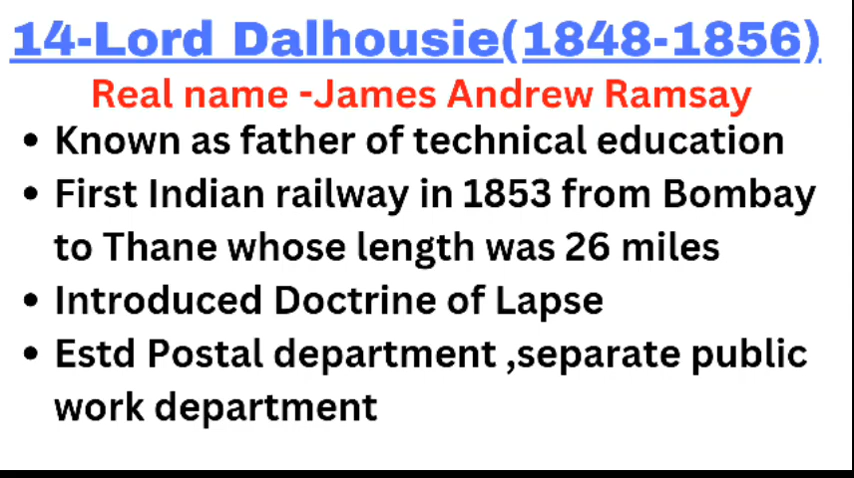 14-Lord Dalhousie(1848-1856)
Real name -James Andrew Ramsay
• Known as father of technical education
• First Indian railway in 1853 from Bombay
to Thane whose length was 26 miles
• Introduced Doctrine of Lapse
• Estd Postal department ,separate public
work department